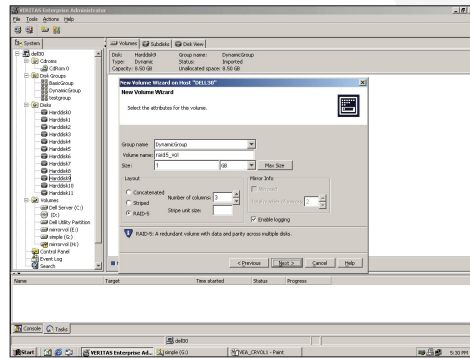 VERITAS Enterprise Administrator
File Tools Actions Help
System
dell30
Cdroms
CdRom 0
Disk Groups
BasicGroup
DynamicGroup
testgroup
Disks
Harddisk0
Harddisk1
Harddisk2
Harddisk3
Harddisk4
Harddisk5
Harddisk6
Harddisk7
Harddisk8
Harddisk9
Harddisk10
Harddisk11
Volumes
Dell Server (C:)
(D:)
Dell Utility Partition
mirrorvol (E:)
simple (G:)
mirrorvol (H:)
Control Panel
Event Log
Search
Volumes Subdisks Disk View
Disk: Harddisk9 Group name: DynamicGroup
Type: Dynamic Status: Imported
Capacity: 8.50 GB Unallocated space: 8.50 GB
New Volume Wizard on Host "DELL30"
New Volume Wizard
Select the attributes for this volume.
Group name DynamicGroup
Volume name: raid5_vol
Size: 1 GB Max Size
Layout
Concatenated
Striped
RAID-5
Number of columns: 3
Stripe unit size:
Mirror Info
Mirrored
Total number of mirrors: 2
Enable logging
RAID-5: A redundant volume with data and parity across multiple disks.
< Previous Next > Cancel Help
Name Target Time started Status Progress
Console Tasks
dell30
Start VERITAS Enterprise Ad... simple (G:) VEA_CRVOL1 - Paint 5:30 PM